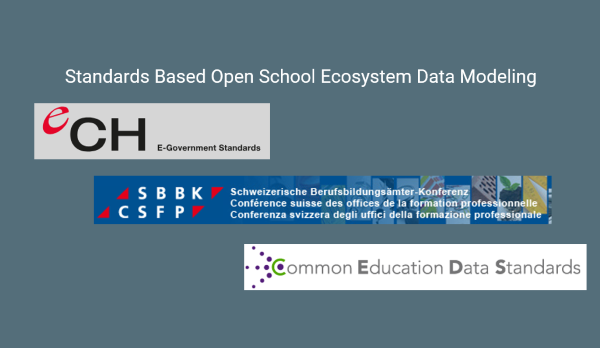 Standards Based Open School Ecosystem Data Modeling
eCH E-Government Standards
SBBK Schweizerische Berufsbildungsämter-Konferenz
Conférence suisse des offices de la formation professionnelle
CSFP Conferenza svizzera degli uffici della formazione professionale
Common Education Data Standards